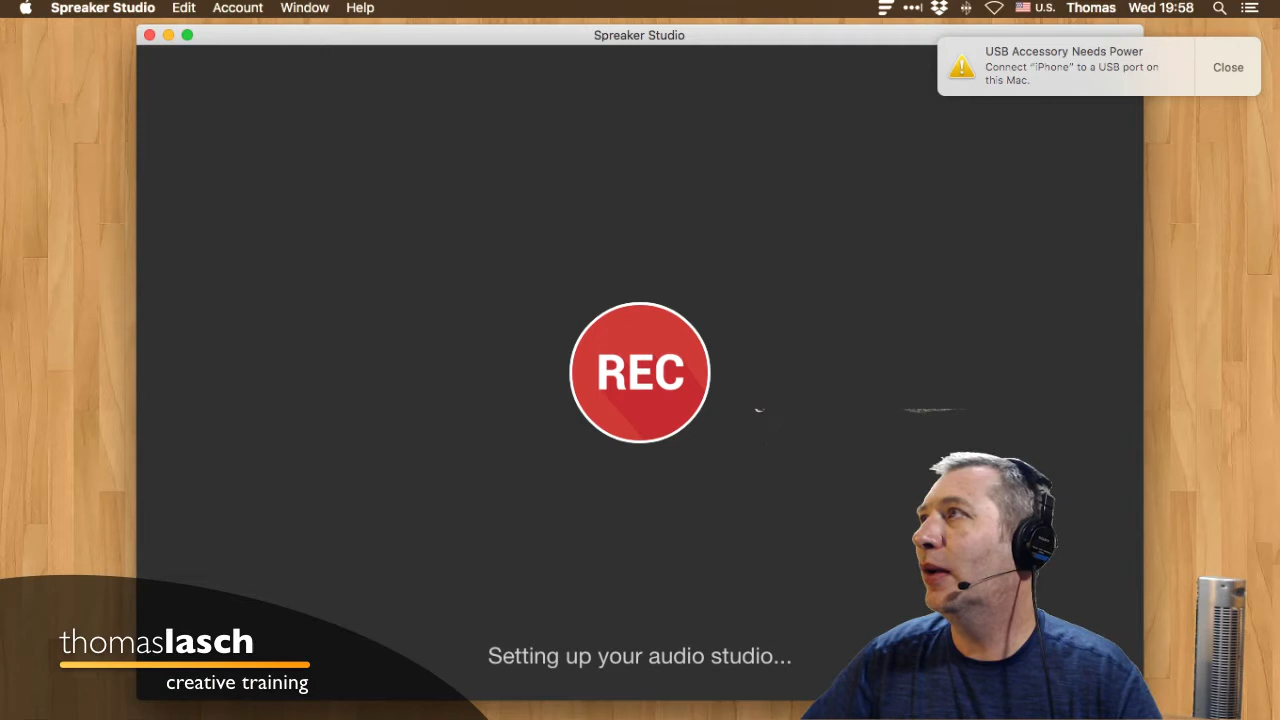 Spreaker Studio Edit Account Window Help U.S. Thomas Wed 19:58
Spreaker Studio
USB Accessory Needs Power
Connect “iPhone” to a USB port on
this Mac.
Close
REC
Setting up your audio studio...
thomaslasch
creative training